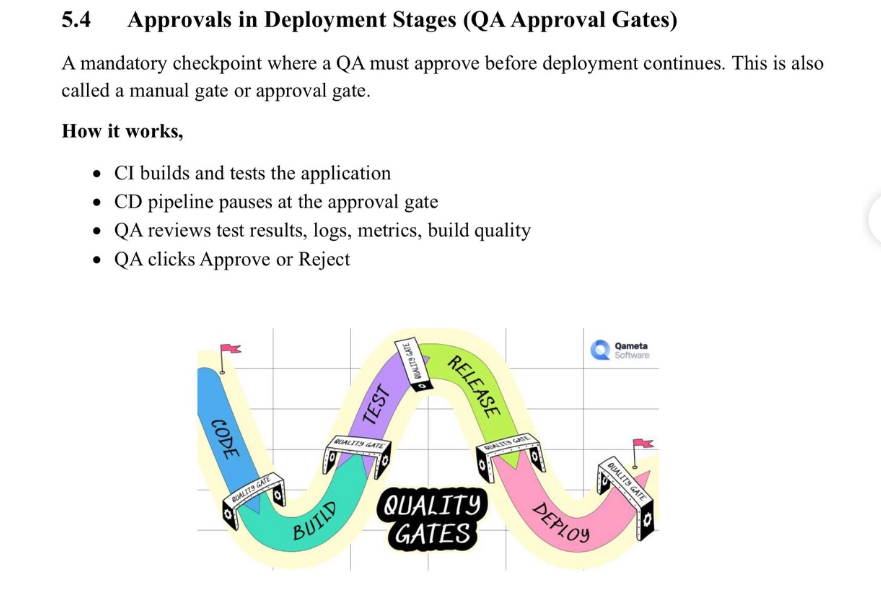 5.4 Approvals in Deployment Stages (QA Approval Gates)
A mandatory checkpoint where a QA must approve before deployment continues. This is also
called a manual gate or approval gate.
How it works,
• CI builds and tests the application
• CD pipeline pauses at the approval gate
• QA reviews test results, logs, metrics, build quality
• QA clicks Approve or Reject
Qameta
Software
CODE
QUALITY GATE
BUILD
QUALITY GATE
TEST
QUALITY GATE
RELEASE
QUALITY GATE
DEPLOY
QUALITY GATE
QUALITY
GATES